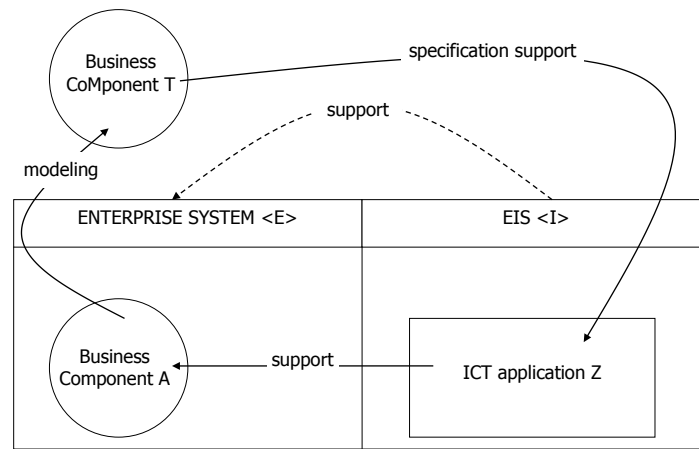 Business
CoMponent T
specification support
support
modeling
ENTERPRISE SYSTEM <E>
EIS <I>
Business
Component A
support
ICT application Z